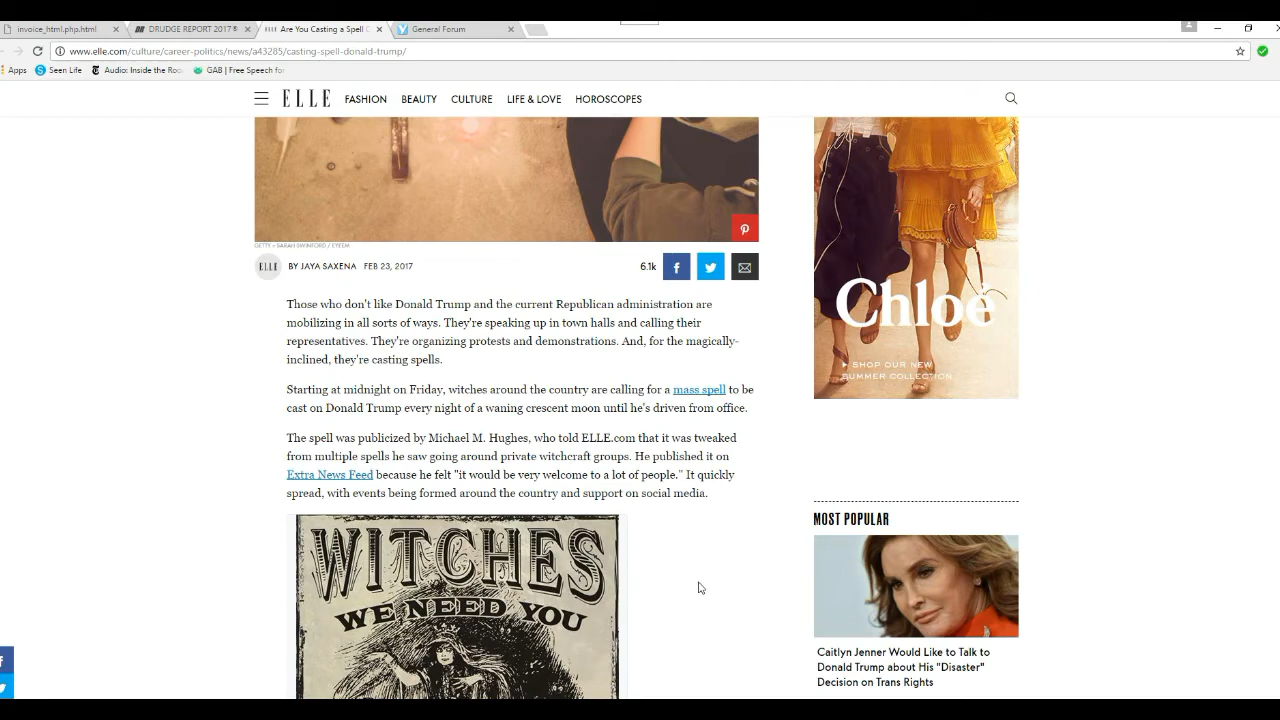 invoice_html.php.html
DRUDGE REPORT 2017®
Are You Casting a Spell
General Forum
www.elle.com/culture/career-politics/news/a43285/casting-spell-donald-trump/
Apps
Seen Life
Audio: Inside the Roo
GAB | Free Speech for
ELLE
FASHION
BEAUTY
CULTURE
LIFE & LOVE
HOROSCOPES
GETTY + SARAH SWINFORD / EYEEM
ELLE
BY JAYA SAXENA
FEB 23, 2017
6.1k
Those who don't like Donald Trump and the current Republican administration are
mobilizing in all sorts of ways. They're speaking up in town halls and calling their
representatives. They're organizing protests and demonstrations. And, for the magically-
inclined, they're casting spells.
Starting at midnight on Friday, witches around the country are calling for a mass spell to be
cast on Donald Trump every night of a waning crescent moon until he's driven from office.
The spell was publicized by Michael M. Hughes, who told ELLE.com that it was tweaked
from multiple spells he saw going around private witchcraft groups. He published it on
Extra News Feed because he felt "it would be very welcome to a lot of people." It quickly
spread, with events being formed around the country and support on social media.
WITCHES
WE NEED YOU
Chloé
SHOP OUR NEW
SUMMER COLLECTION
MOST POPULAR
Caitlyn Jenner Would Like to Talk to
Donald Trump about His "Disaster"
Decision on Trans Rights